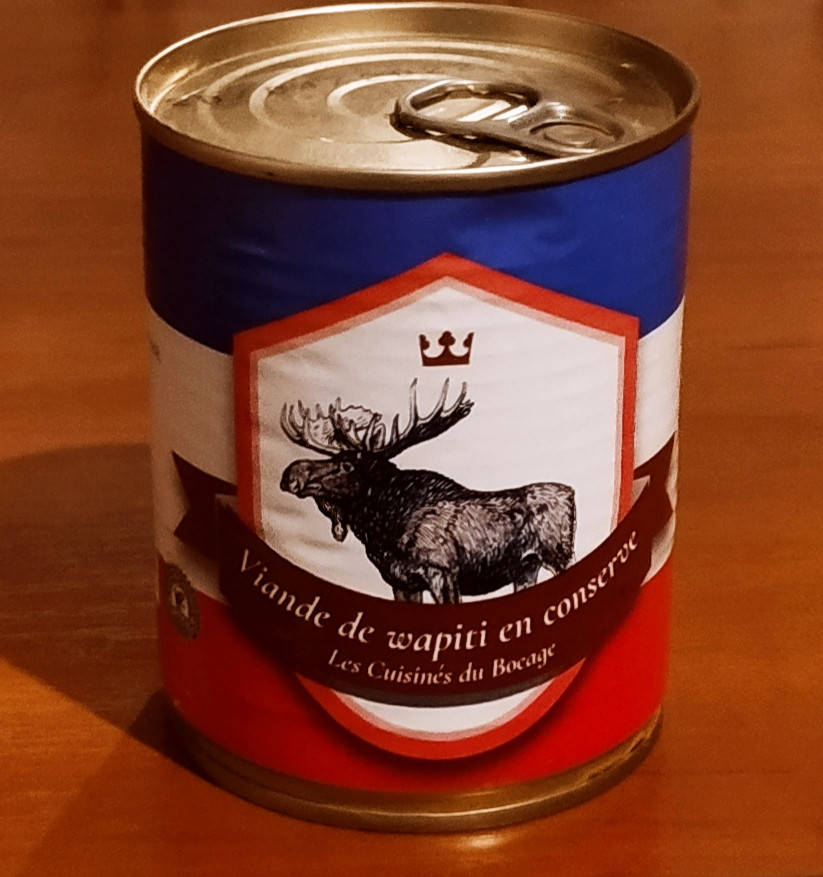 Viande de wapiti en conserve
Les Cuisinés du Bocage